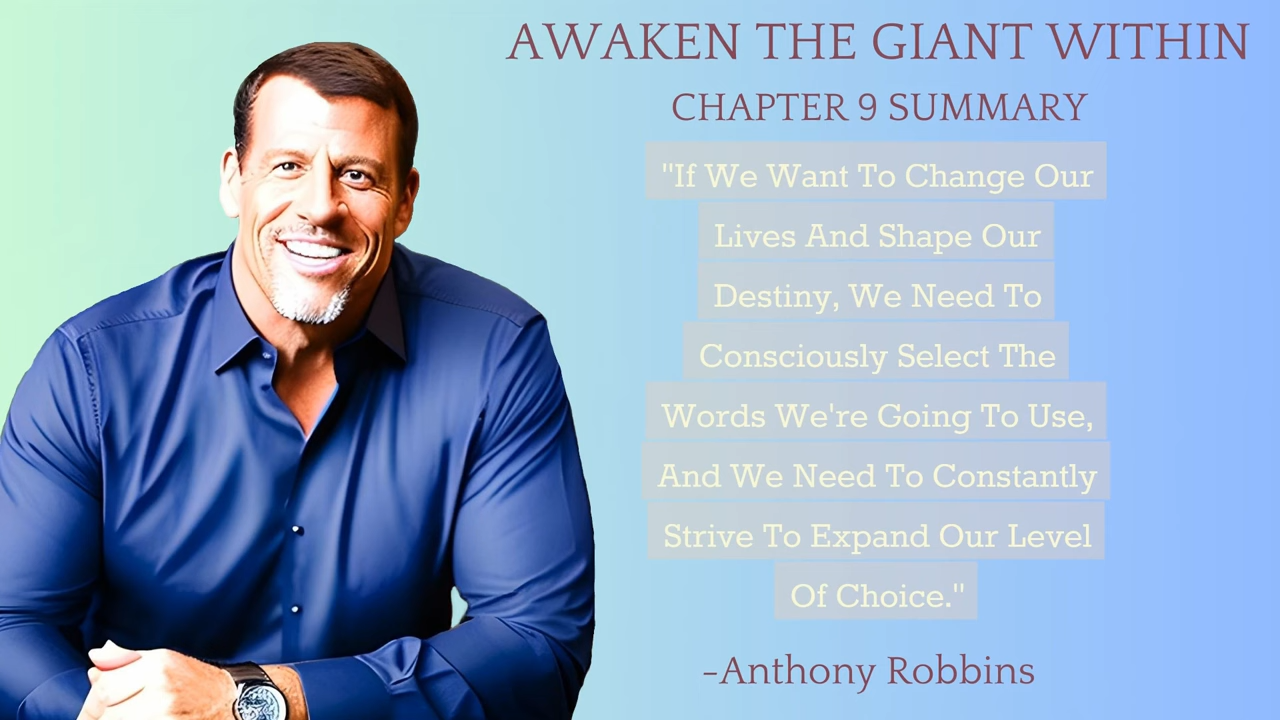 AWAKEN THE GIANT WITHIN
CHAPTER 9 SUMMARY
"If We Want To Change Our
Lives And Shape Our
Destiny, We Need To
Consciously Select The
Words We're Going To Use,
And We Need To Constantly
Strive To Expand Our Level
Of Choice."
-Anthony Robbins